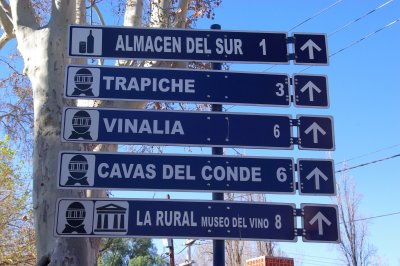 ALMACEN DEL SUR 1
TRAPICHE 3
VINALIA 6
CAVAS DEL CONDE 6
LA RURAL MUSEO DEL VINO 8